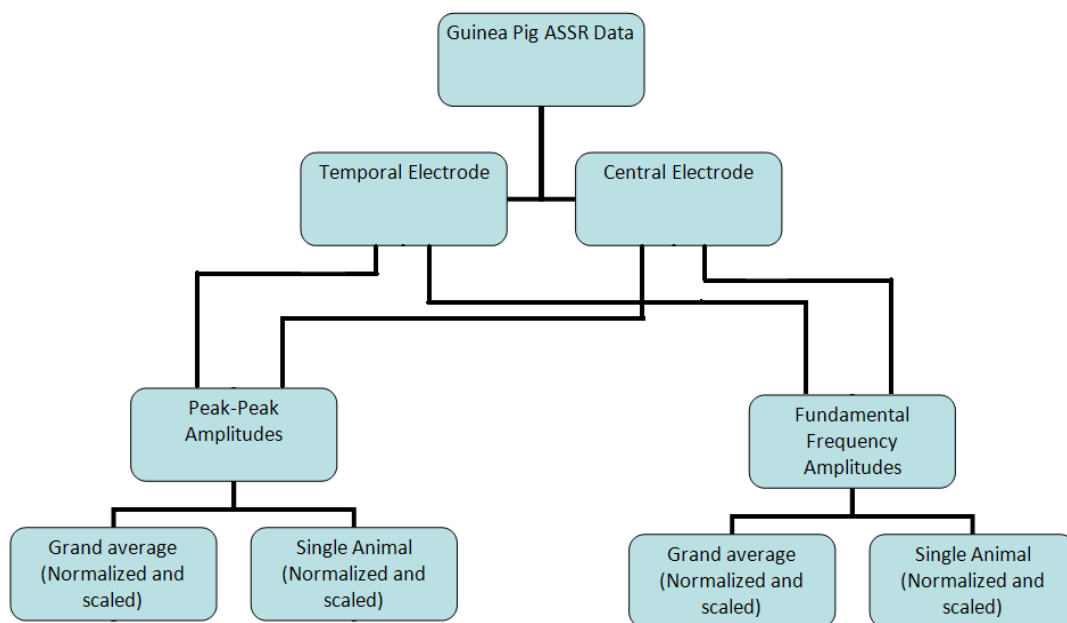 Guinea Pig ASSR Data
Temporal Electrode
Central Electrode
Peak-Peak
Amplitudes
Fundamental
Frequency
Amplitudes
Grand average
(Normalized and
scaled)
Single Animal
(Normalized and
scaled)
Grand average
(Normalized and
scaled)
Single Animal
(Normalized and
scaled)